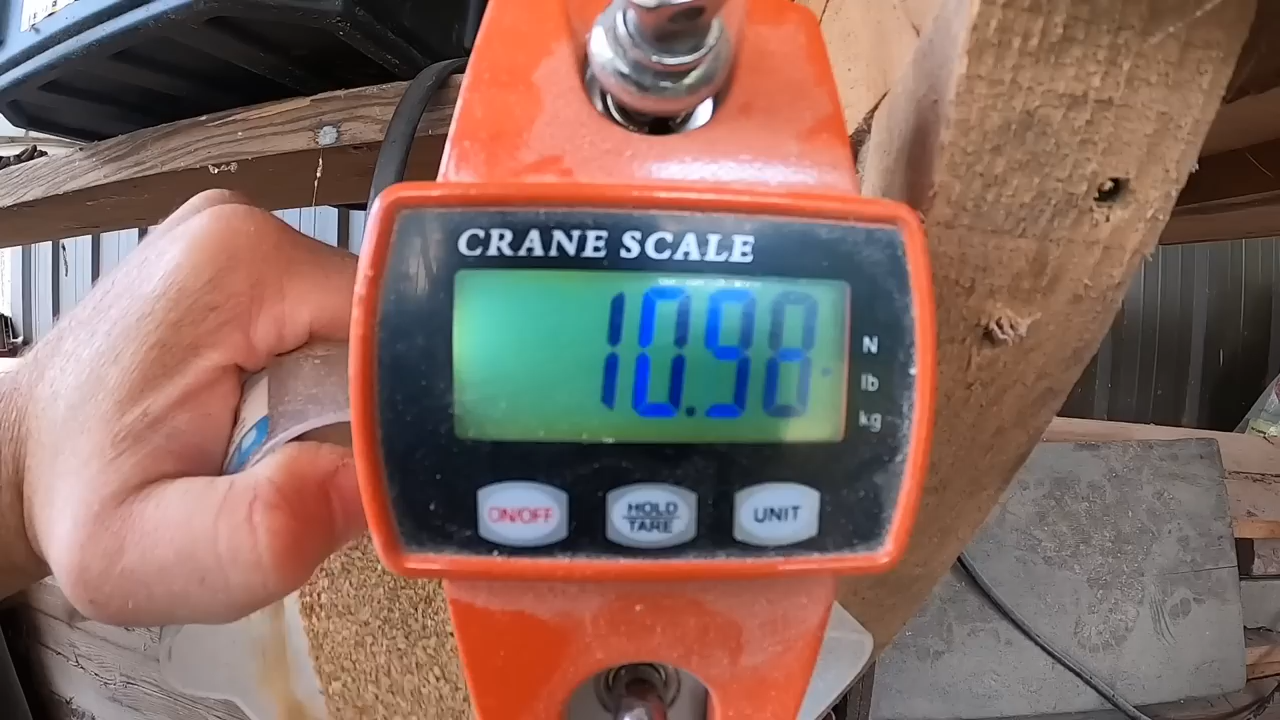 CRANE SCALE
10.98
N
lb
kg
ON/OFF
HOLD
TARE
UNIT